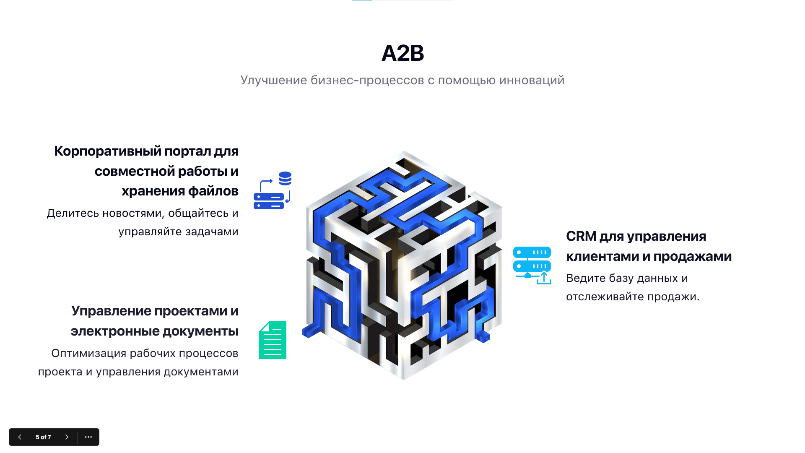 A2B
Улучшение бизнес-процессов с помощью инноваций
Корпоративный портал для
совместной работы и
хранения файлов
Делитесь новостями, общайтесь и
управляйте задачами
CRM для управления
клиентами и продажами
Ведите базу данных и
отслеживайте продажи.
Управление проектами и
электронные документы
Оптимизация рабочих процессов
проекта и управления документами
5 of 7